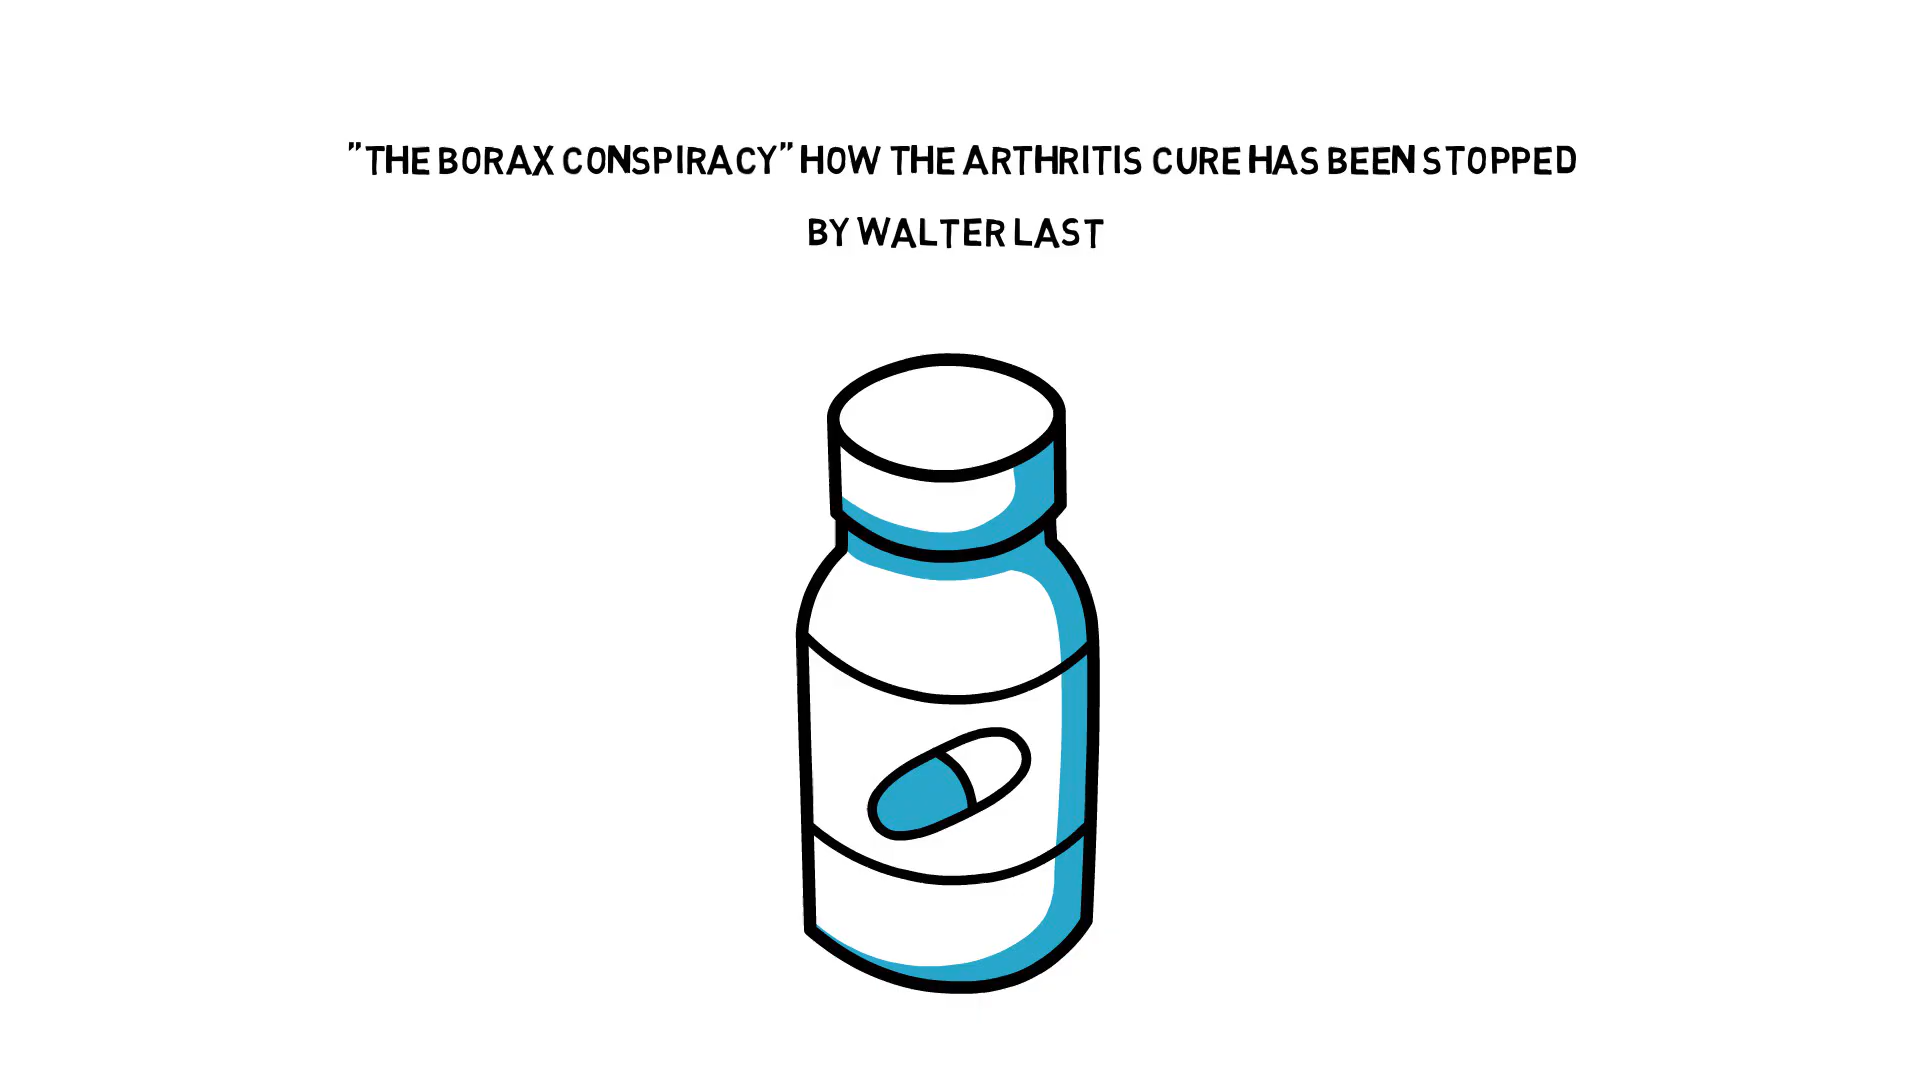 "THE BORAX CONSPIRACY" HOW THE ARTHRITIS CURE HAS BEEN STOPPED
BY WALTER LAST